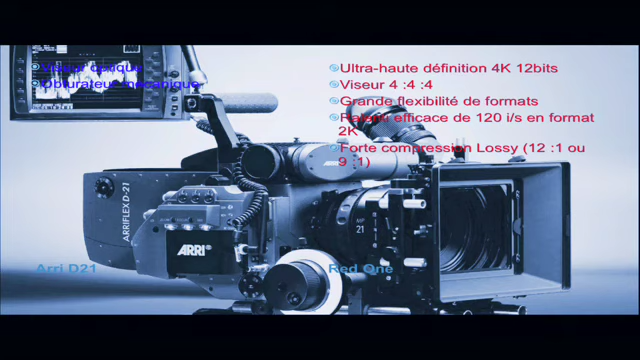 Viseur optique
Obturateur mécanique
Ultra-haute définition 4K 12bits
Viseur 4 :4 :4
Grande flexibilité de formats
Ralenti efficace de 120 i/s en format
2K
Forte compression Lossy (12 :1 ou
9 :1)
ARRIFLEX D-21
ARRI
21
Arri D21
Red One